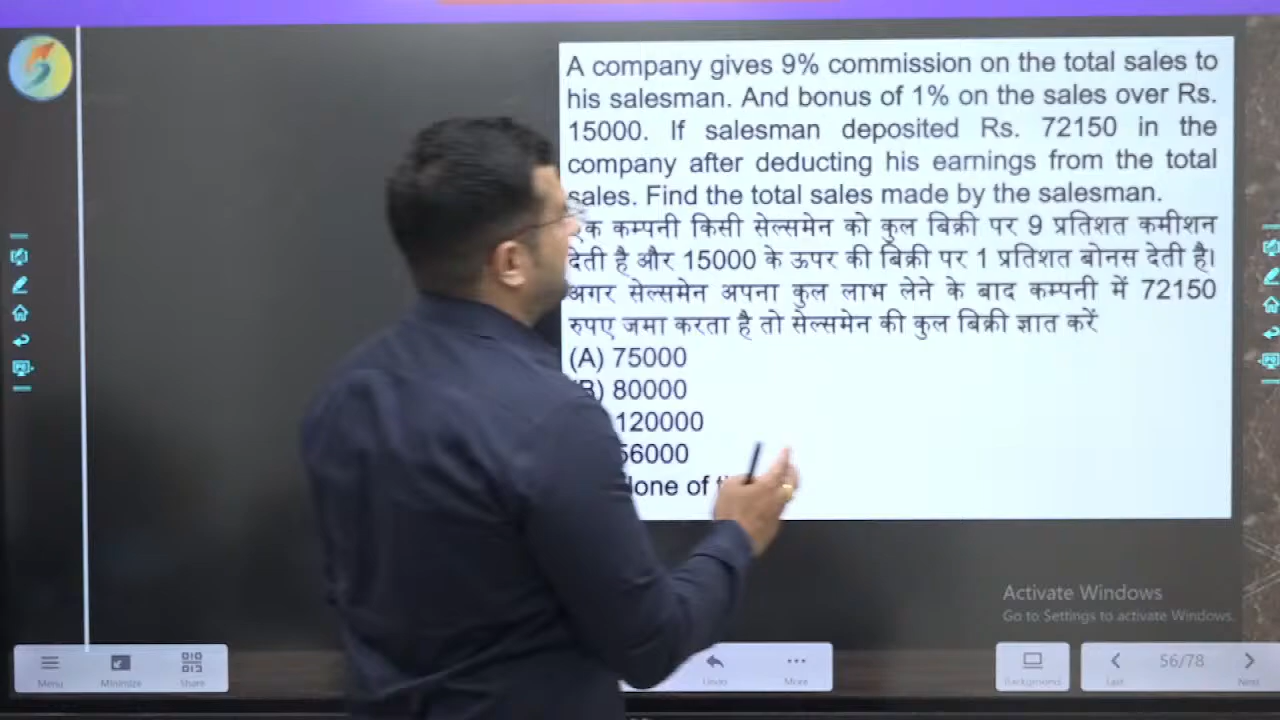 A company gives 9% commission on the total sales to
his salesman. And bonus of 1% on the sales over Rs.
15000. If salesman deposited Rs. 72150 in the
company after deducting his earnings from the total
sales. Find the total sales made by the salesman.
कम्पनी किसी सेल्समेन को कुल बिक्री पर 9 प्रतिशत कमीशन
देती है और 15000 के ऊपर की बिक्री पर 1 प्रतिशत बोनस देती है।
अगर सेल्समेन अपना कुल लाभ लेने के बाद कम्पनी में 72150
रुपए जमा करता है तो सेल्समेन की कुल बिक्री ज्ञात करें
(A) 75000
80000
120000
56000
of
Activate Windows
Go to Settings to activate Windows.
Menu
Minimize
Share
Undo
More
Background
Last
56/78
Next